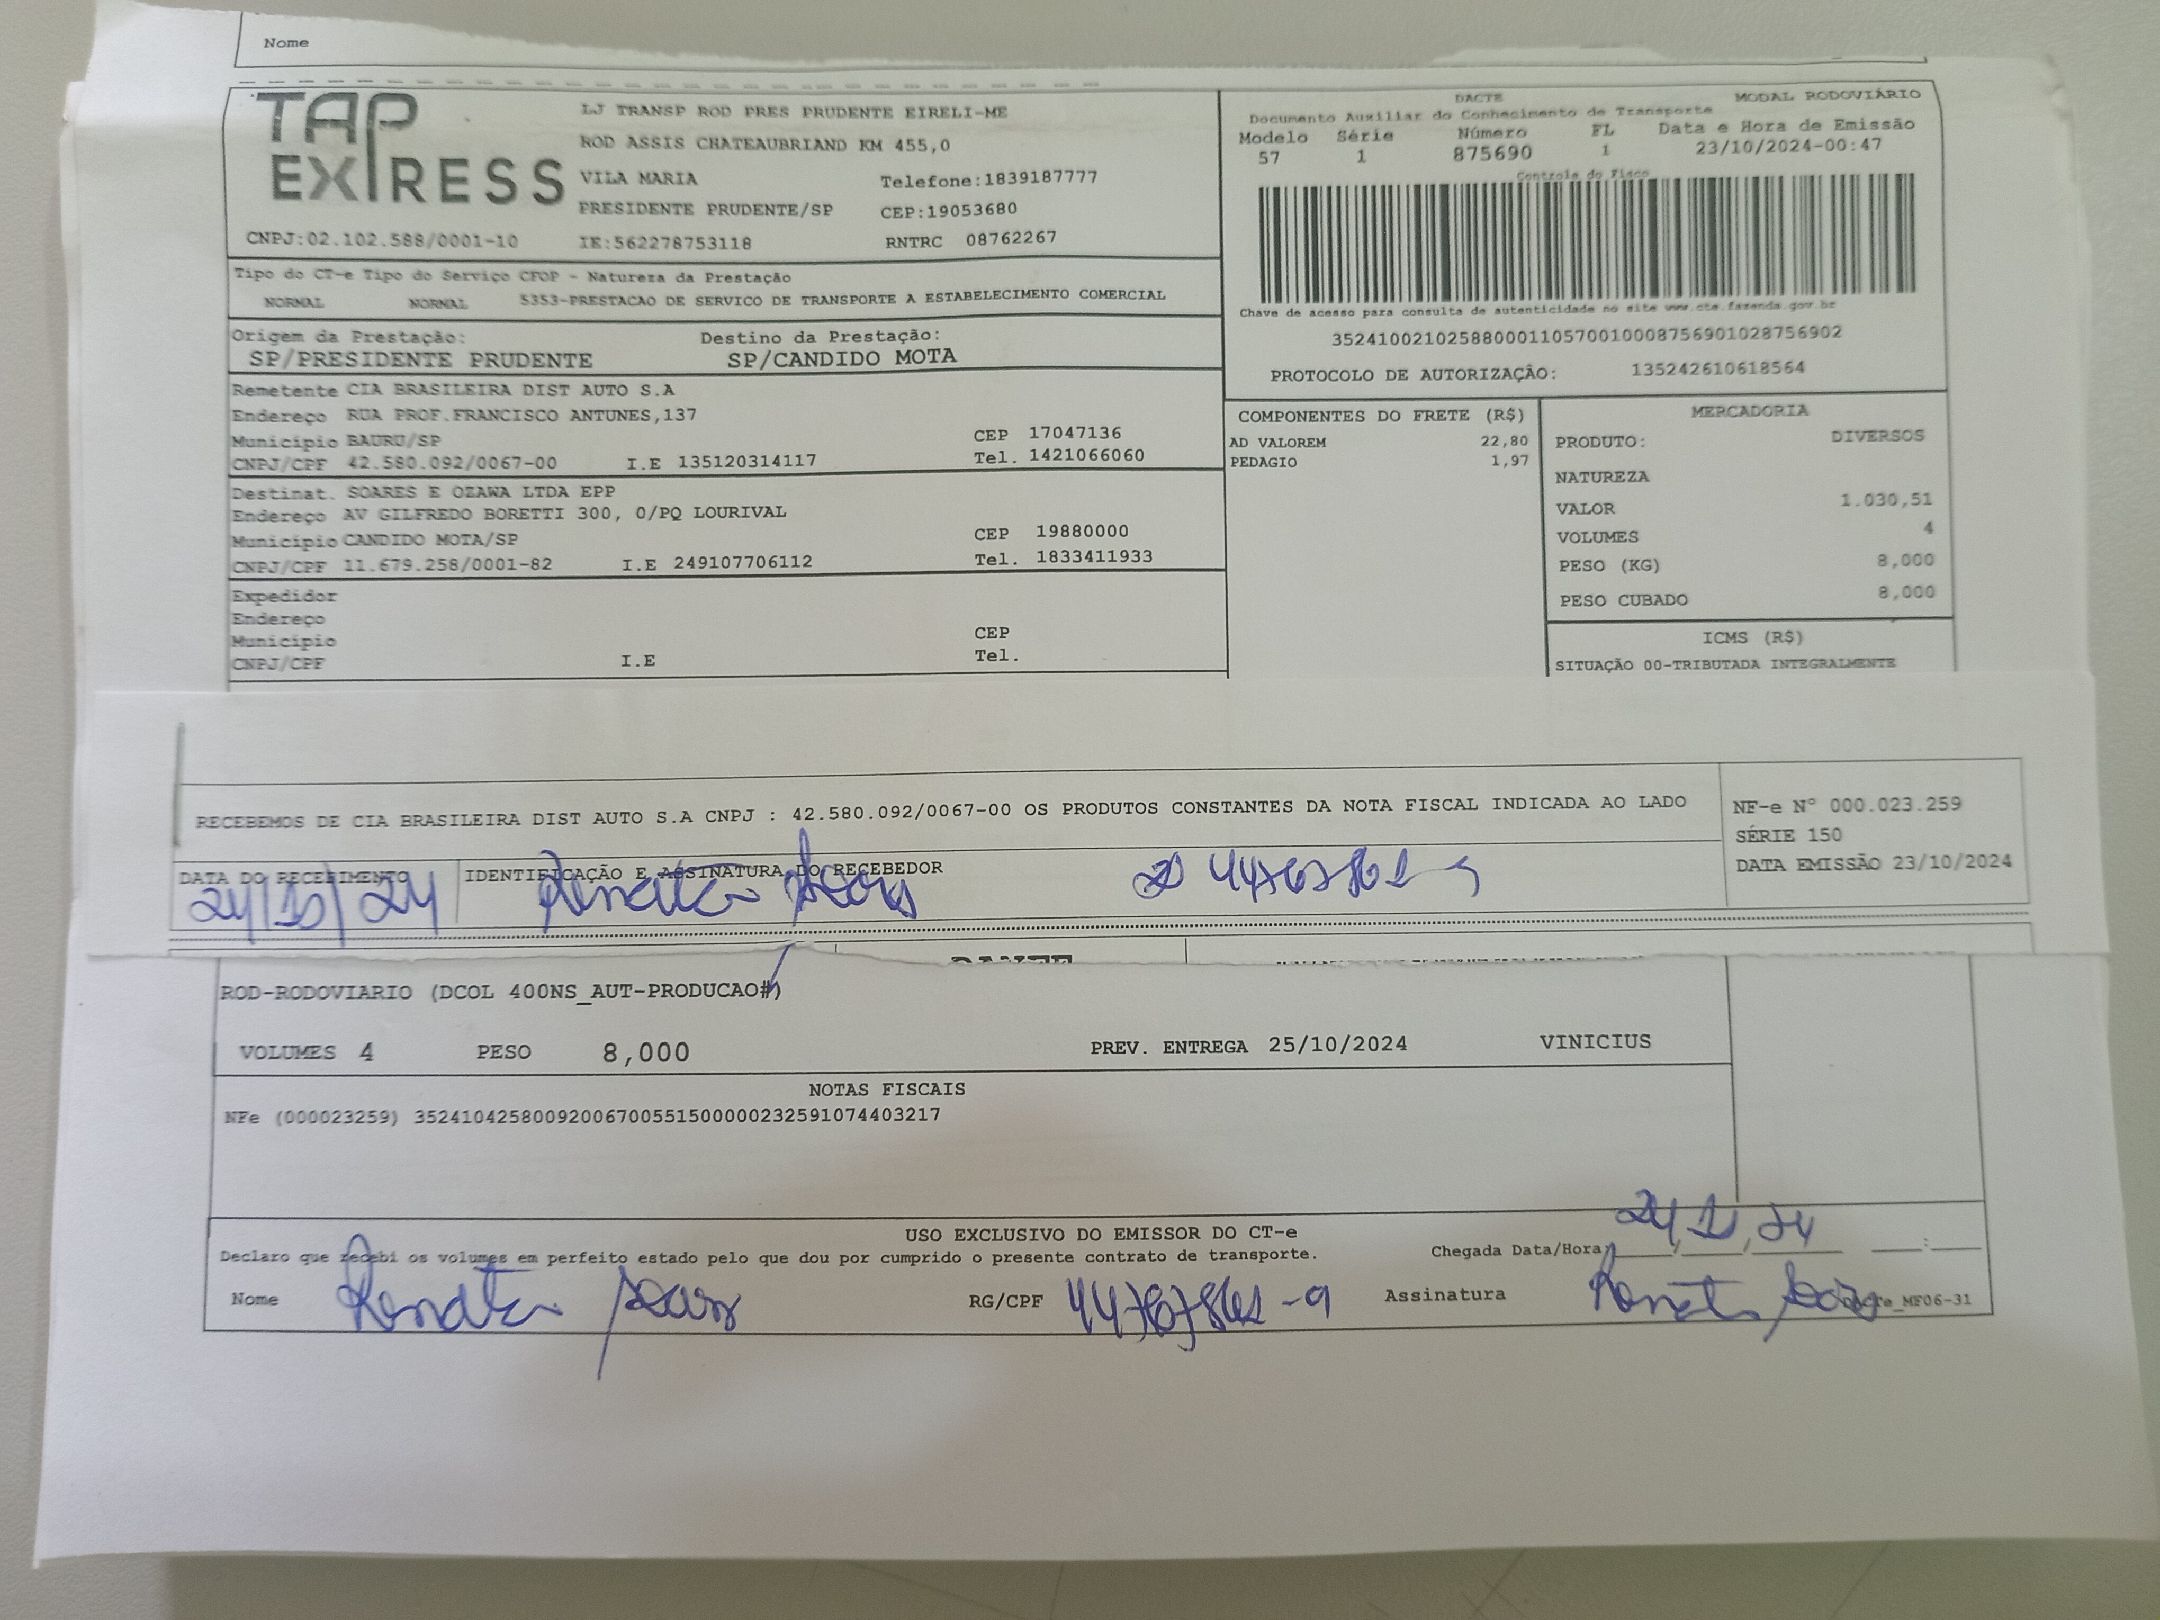 Nome
TAP EXPRESS
LJ TRANSP ROD PRES PRUDENTE EIRELI-ME
ROD ASSIS CHATEAUBRIAND KM 455,0
VILA MARIA Telefone:1839187777
PRESIDENTE PRUDENTE/SP CEP:19053680
CNPJ:02.102.588/0001-10 IE:562278753118 RNTRC 08762267
DACTE MODAL RODOVIÁRIO
Documento Auxiliar do Conhecimento de Transporte
Modelo Série Número FL Data e Hora de Emissão
57 1 875690 1 23/10/2024-00:47
Controle do Fisco
Chave de acesso para consulta de autenticidade no site www.cte.fazenda.gov.br
35241002102588000110570010008756901028756902
PROTOCOLO DE AUTORIZAÇÃO: 135242610618564
Tipo do CT-e Tipo do Serviço CFOP - Natureza da Prestação
NORMAL NORMAL 5353-PRESTACAO DE SERVICO DE TRANSPORTE A ESTABELECIMENTO COMERCIAL
Origem da Prestação: Destino da Prestação:
SP/PRESIDENTE PRUDENTE SP/CANDIDO MOTA
Remetente CIA BRASILEIRA DIST AUTO S.A
Endereço RUA PROF.FRANCISCO ANTUNES,137
Município BAURU/SP CEP 17047136
CNPJ/CPF 42.580.092/0067-00 I.E 135120314117 Tel. 1421066060
Destinat. SOARES E OZAWA LTDA EPP
Endereço AV GILFREDO BORETTI 300, 0/PQ LOURIVAL
Município CANDIDO MOTA/SP CEP 19880000
CNPJ/CPF 11.679.258/0001-82 I.E 249107706112 Tel. 1833411933
Expedidor
Endereço
Município CEP
CNPJ/CPF I.E Tel.
COMPONENTES DO FRETE (R$)
AD VALOREM 22,80
PEDAGIO 1,97
MERCADORIA
PRODUTO: DIVERSOS
NATUREZA
VALOR 1.030,51
VOLUMES 4
PESO (KG) 8,000
PESO CUBADO 8,000
ICMS (R$)
SITUAÇÃO 00-TRIBUTADA INTEGRALMENTE
RECEBEMOS DE CIA BRASILEIRA DIST AUTO S.A CNPJ : 42.580.092/0067-00 OS PRODUTOS CONSTANTES DA NOTA FISCAL INDICADA AO LADO
NF-e Nº 000.023.259
SÉRIE 150
DATA EMISSÃO 23/10/2024
DATA DO RECEBIMENTO IDENTIFICAÇÃO E ASSINATURA DO RECEBEDOR
24/10/24 Renata
ROD-RODOVIARIO (DCOL 400NS_AUT-PRODUCAO#)
VOLUMES 4 PESO 8,000 PREV. ENTREGA 25/10/2024 VINICIUS
NOTAS FISCAIS
NFe (000023259) 35241042580092006700551500000232591074403217
USO EXCLUSIVO DO EMISSOR DO CT-e
Declaro que recebi os volumes em perfeito estado pelo que dou por cumprido o presente contrato de transporte.
Chegada Data/Hora
Nome Renata RG/CPF Assinatura Renata
DACTe_MF06-31